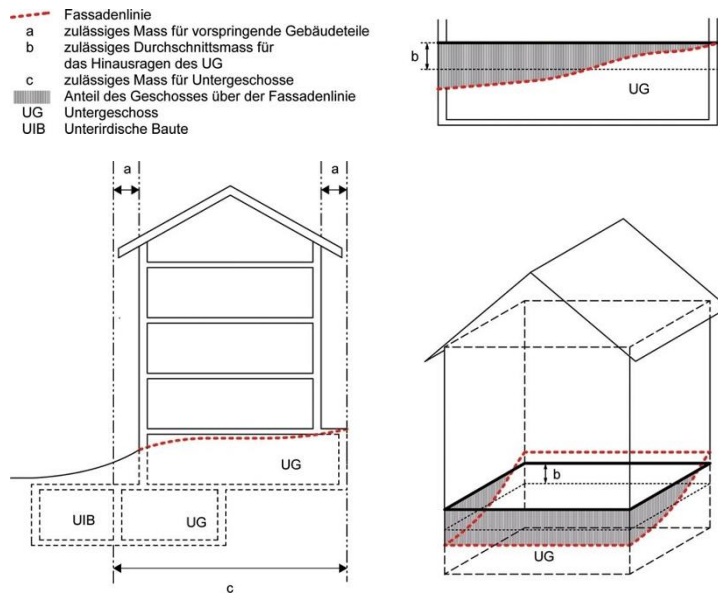 Fassadenlinie
a zulässiges Mass für vorspringende Gebäudeteile
b zulässiges Durchschnittsmass für
das Hinausragen des UG
c zulässiges Mass für Untergeschosse
Anteil des Geschosses über der Fassadenlinie
UG Untergeschoss
UIB Unterirdische Baute
b
UG
a a
UG
UIB UG
c
b
UG